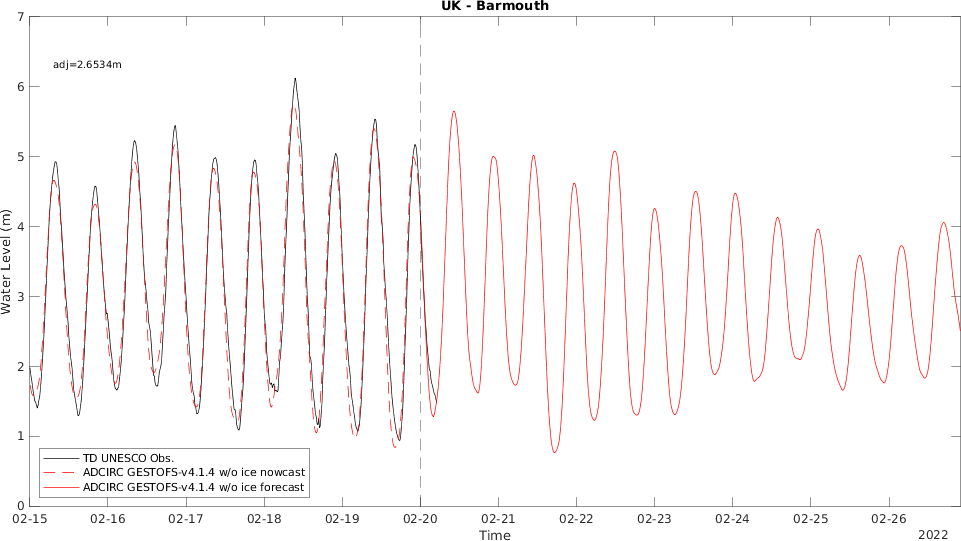 UK - Barmouth
7
6
5
4
3
2
1
0
Water Level (m)
adj=2.6534m
TD UNESCO Obs.
ADCIRC GESTOFS-v4.1.4 w/o ice nowcast
ADCIRC GESTOFS-v4.1.4 w/o ice forecast
02-15 02-16 02-17 02-18 02-19 02-20 02-21 02-22 02-23 02-24 02-25 02-26
Time
2022